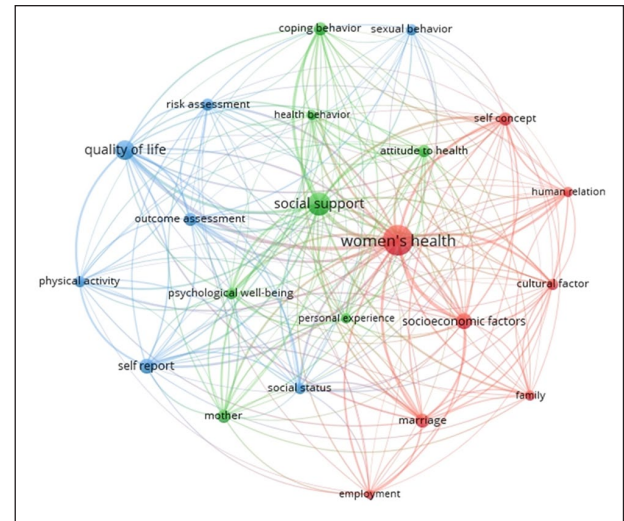 coping behavior
sexual behavior
risk assessment
health behavior
self concept
quality of life
attitude to health
human relation
social support
outcome assessment
women's health
physical activity
cultural factor
psychological well-being
personal experience
socioeconomic factors
self report
social status
family
mother
marriage
employment